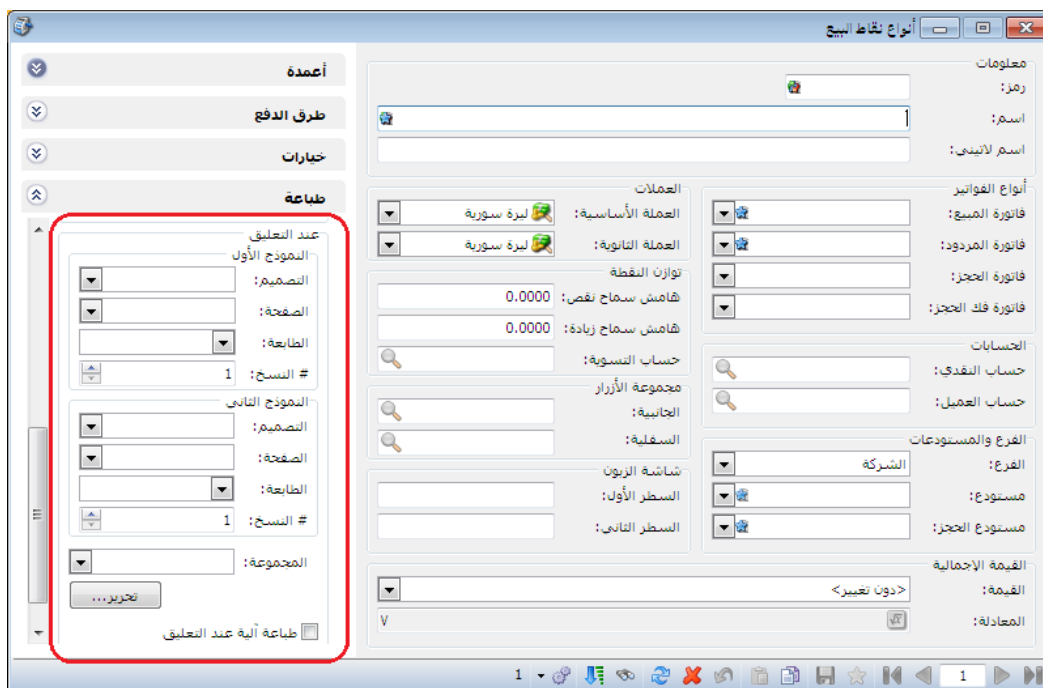 أنواع نقاط البيع
معلومات
رمز:
اسم: أ
اسم لاتيني:
أنواع الفواتير
فاتورة المبيع:
فاتورة المردود:
فاتورة الحجز:
فاتورة فك الحجز:
الحسابات
حساب النقدي:
حساب العميل:
الفرع والمستودعات
الفرع: الشركة
مستودع:
مستودع الحجز:
العملات
العملة الأساسية: ليرة سورية
العملة الثانوية: ليرة سورية
توازن النقطة
هامش سماح نقص: 0.0000
هامش سماح زيادة: 0.0000
حساب التسوية:
مجموعة الأزرار
الجانبية:
السفلية:
شاشة الزبون
السطر الأول:
السطر الثاني:
القيمة الإجمالية
القيمة: <دون تغيير>
المعادلة: V
أعمدة
طرق الدفع
خيارات
طباعة
عند التعليق
النموذج الأول
التصميم:
الصفحة:
الطابعة:
# النسخ: 1
النموذج الثاني
التصميم:
الصفحة:
الطابعة:
# النسخ: 1
المجموعة:
تحرير...
طباعة آلية عند التعليق
1
1